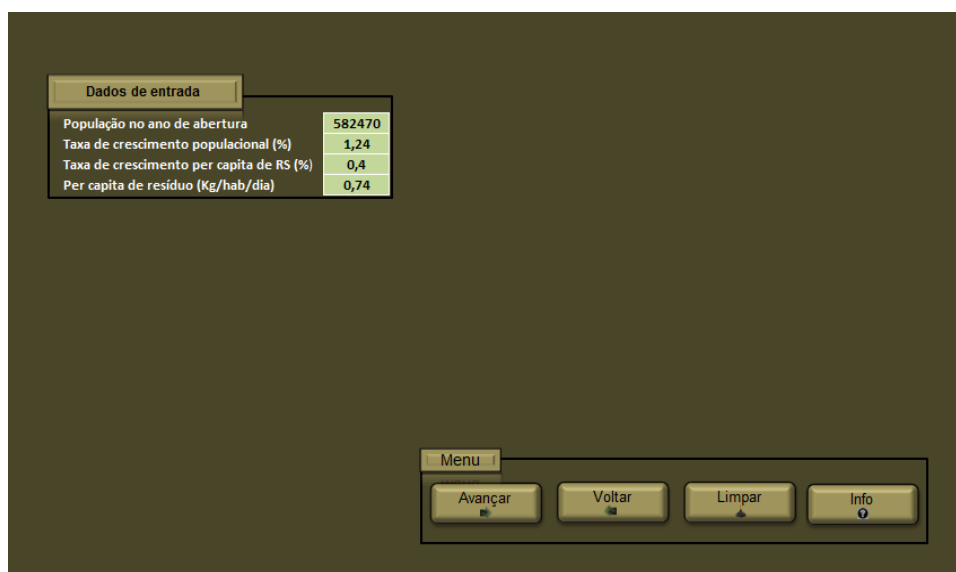 Dados de entrada
População no ano de abertura 582470
Taxa de crescimento populacional (%) 1,24
Taxa de crescimento per capita de RS (%) 0,4
Per capita de resíduo (Kg/hab/dia) 0,74
Menu
Avançar Voltar Limpar Info